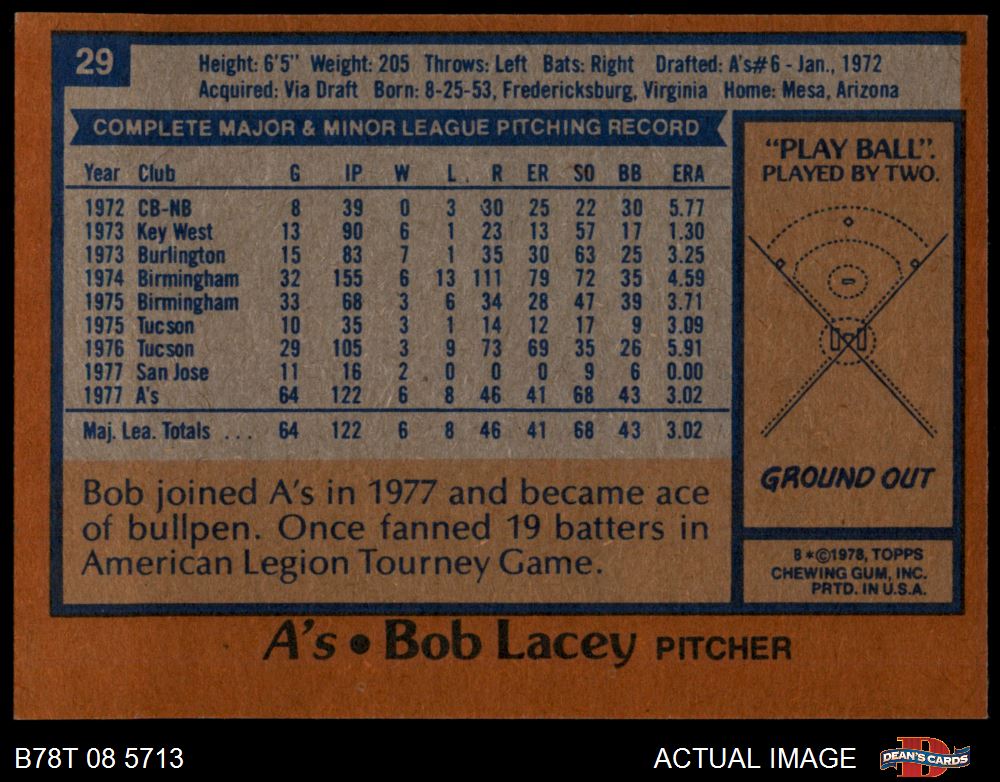 29
Height: 6'5" Weight: 205 Throws: Left Bats: Right Drafted: A's#6 - Jan., 1972
Acquired: Via Draft Born: 8-25-53, Fredericksburg, Virginia Home: Mesa, Arizona
COMPLETE MAJOR & MINOR LEAGUE PITCHING RECORD
Year Club G IP W L R ER SO BB ERA
1972 CB-NB 8 39 0 3 30 25 22 30 5.77
1973 Key West 13 90 6 1 23 13 57 17 1.30
1973 Burlington 15 83 7 1 35 30 63 25 3.25
1974 Birmingham 32 155 6 13 111 79 72 35 4.59
1975 Birmingham 33 68 3 6 34 28 47 39 3.71
1975 Tucson 10 35 3 1 14 12 17 9 3.09
1976 Tucson 29 105 3 9 73 69 35 26 5.91
1977 San Jose 11 16 2 0 0 0 9 6 0.00
1977 A's 64 122 6 8 46 41 68 43 3.02
Maj. Lea. Totals ... 64 122 6 8 46 41 68 43 3.02
Bob joined A's in 1977 and became ace
of bullpen. Once fanned 19 batters in
American Legion Tourney Game.
"PLAY BALL".
PLAYED BY TWO.
GROUND OUT
B*©1978, TOPPS
CHEWING GUM, INC.
PRTD. IN U.S.A.
A's • Bob Lacey PITCHER
B78T 08 5713
ACTUAL IMAGE
DEAN'S CARDS